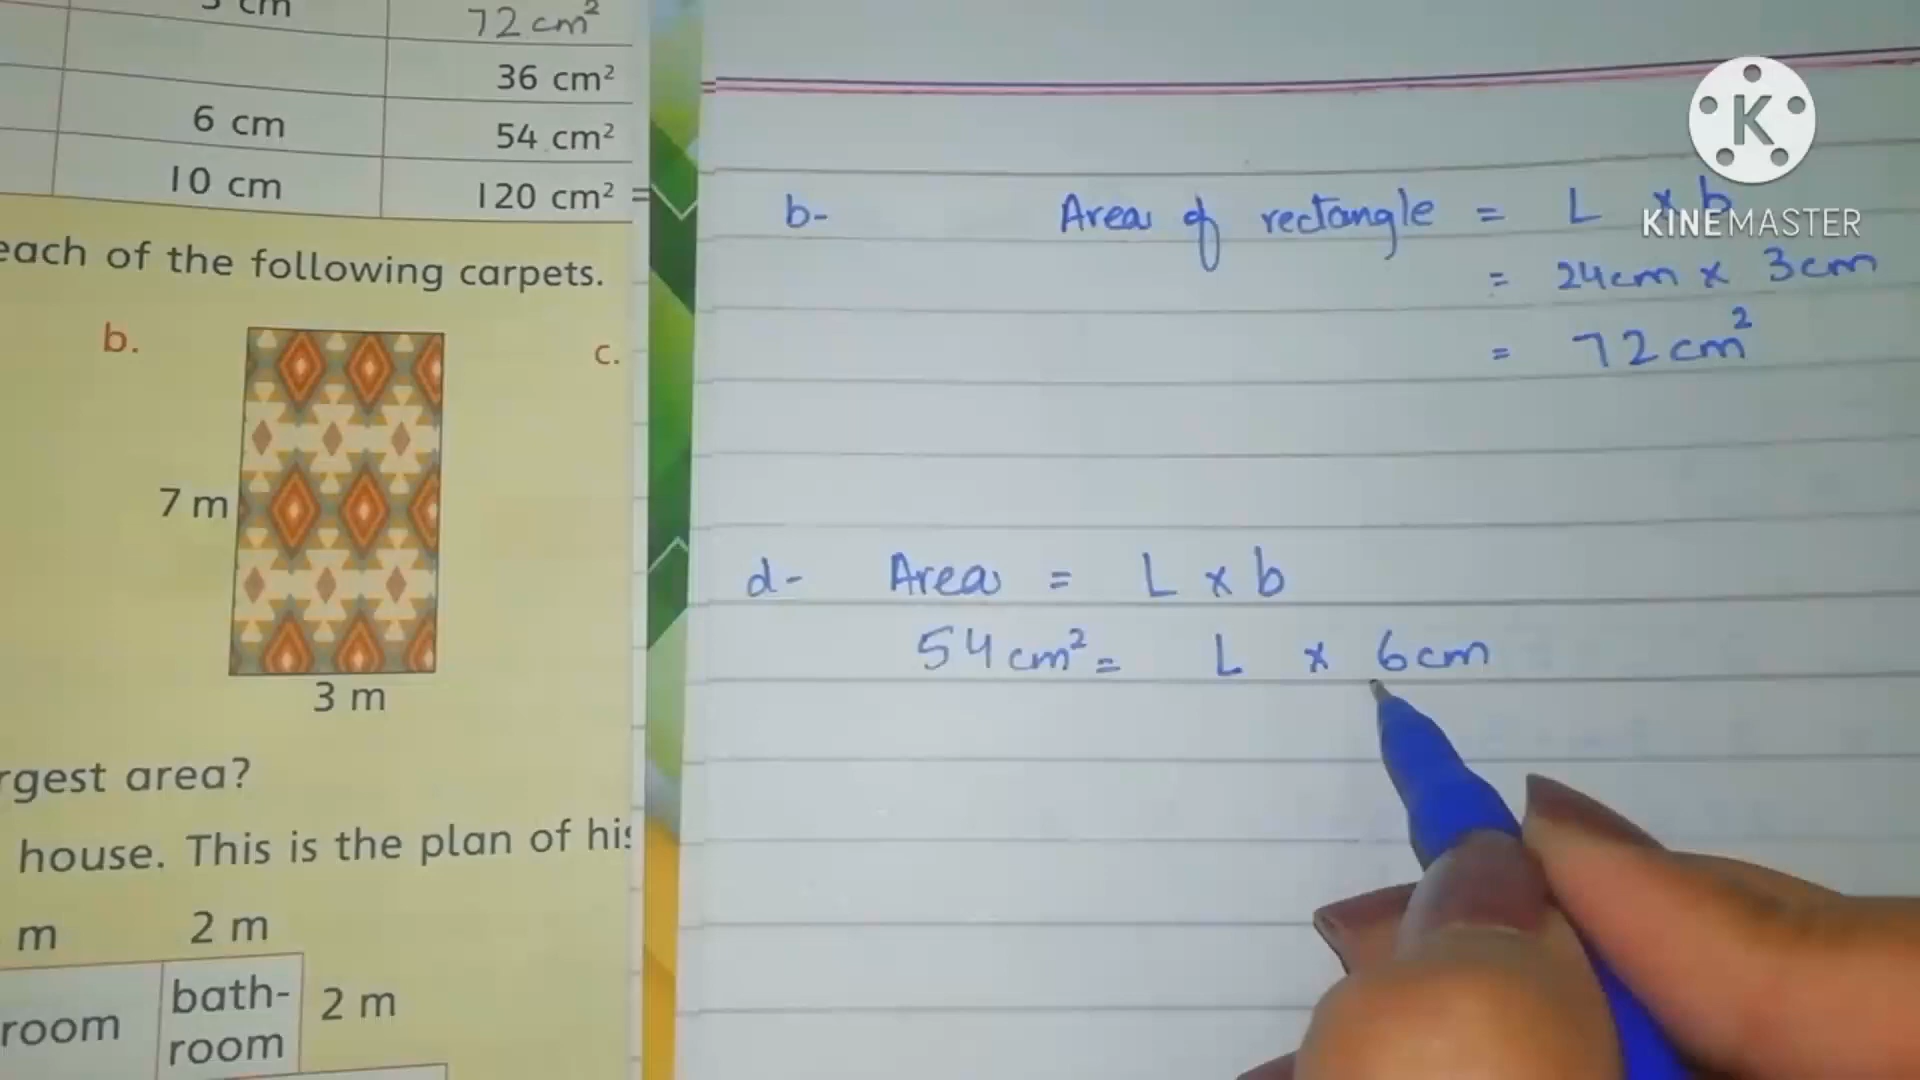 cm
72 cm²
36 cm²
6 cm
54 cm²
10 cm
120 cm² =
each of the following carpets.
b.
c.
7 m
3 m
rgest area?
house. This is the plan of his
m
2 m
room
bath-
room
2 m
b- Area of rectangle = L x b
= 24cm x 3cm
= 72cm²
d- Area = L x b
54cm² = L x 6cm
K
KINEMASTER